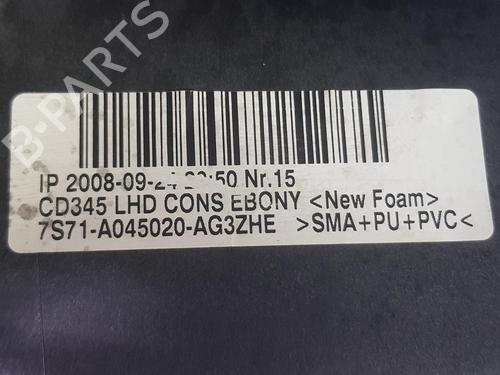 B-PARTS
IP 2008-09-24 20:50 Nr.15
CD345 LHD CONS EBONY <New Foam>
7S71-A045020-AG3ZHE >SMA+PU+PVC<